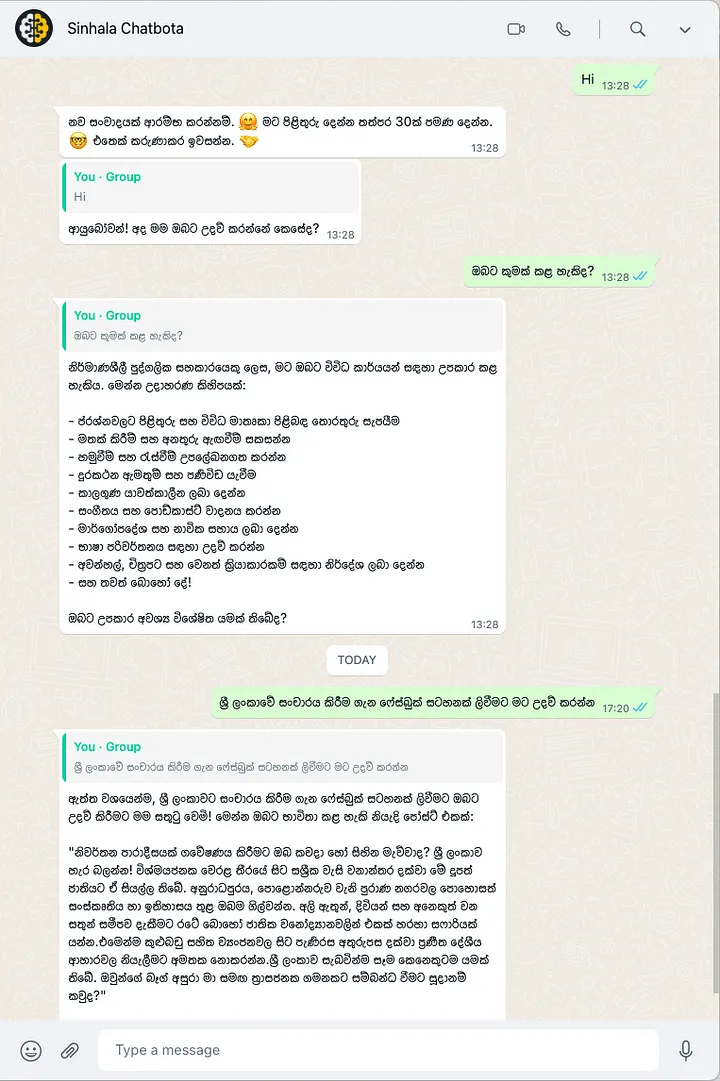 Sinhala Chatbota
Hi 13:28
නව සංවාදයක් ආරම්භ කරන්නම්. 🤗 මට පිළිතුරු දෙන්න තත්පර 30ක් පමණ දෙන්න.
🤓 එතෙක් කරුණාකර ඉවසන්න. 🤝 13:28
You · Group
Hi
ආයුබෝවන්! අද මම ඔබට උදව් කරන්නේ කෙසේද? 13:28
ඔබට කුමක් කළ හැකිද? 13:28
You · Group
ඔබට කුමක් කළ හැකිද?
නිර්මාණශීලී පුද්ගලික සහකාරයෙකු ලෙස, මට ඔබට විවිධ කාර්යයන් සඳහා උපකාර කළ
හැකිය. මෙන්න උදාහරණ කිහිපයක්:
- ප්රශ්නවලට පිළිතුරු සහ විවිධ මාතෘකා පිළිබඳ තොරතුරු සැපයීම
- මතක් කිරීම් සහ අනතුරු ඇඟවීම් සකසන්න
- හමුවීම් සහ රැස්වීම් උපලේඛනගත කරන්න
- දුරකථන ඇමතුම් සහ පණිවිඩ යැවීම
- කාලගුණ යාවත්කාලීන ලබා දෙන්න
- සංගීතය සහ පොඩ්කාස්ට් වාදනය කරන්න
- මාර්ගෝපදේශ සහ නාවික සහාය ලබා දෙන්න
- භාෂා පරිවර්තනය සඳහා උදව් කරන්න
- අවන්හල්, චිත්‍රපට සහ වෙනත් ක්‍රියාකාරකම් සඳහා නිර්දේශ ලබා දෙන්න
- සහ තවත් බොහෝ දේ!
ඔබට උපකාර අවශ්‍ය විශේෂිත යමක් තිබේද? 13:28
TODAY
ශ්‍රී ලංකාවේ සංචාරය කිරීම ගැන ෆේස්බුක් සටහනක් ලිවීමට මට උදව් කරන්න 17:20
You · Group
ශ්‍රී ලංකාවේ සංචාරය කිරීම ගැන ෆේස්බුක් සටහනක් ලිවීමට මට උදව් කරන්න
ඇත්ත වශයෙන්ම, ශ්‍රී ලංකාවට සංචාරය කිරීම ගැන ෆේස්බුක් සටහනක් ලිවීමට ඔබට
උදව් කිරීමට මම සතුටු වෙමි! මෙන්න ඔබට භාවිතා කළ හැකි නියැදි පෝස්ට් එකක්:
"නිවර්තන පාරාදීසයක් ගවේෂණය කිරීමට ඔබ කවදා හෝ සිහින මැව්වාද? ශ්‍රී ලංකාව
හැර බලන්න! විශ්මයජනක වෙරළ තීරයේ සිට සශ්‍රීක වැසි වනාන්තර දක්වා මේ දූපත්
ජාතියට ඒ සියල්ල තිබේ. අනුරාධපුරය, පොළොන්නරුව වැනි පුරාණ නගරවල පොහොසත්
සංස්කෘතිය හා ඉතිහාසය තුළ ඔබම ගිල්වන්න. අලි ඇතුන්, දිවියන් සහ අනෙකුත් වන
සතුන් සමීපව දැකීමට රටේ බොහෝ ජාතික වනෝද්‍යානවලින් එකක් හරහා සෆාරියක්
යන්න.එමෙන්ම කුළුබඩු සහිත ව්‍යංජනවල සිට පැණිරස අතුරුපස දක්වා ප්‍රණීත දේශීය
ආහාරවල නියැලීමට අමතක නොකරන්න.ශ්‍රී ලංකාව සැබවින්ම සෑම කෙනෙකුටම යමක්
තිබේ. ඔවුන්ගේ බෑග් අසුරා මා සමඟ ත්‍රාසජනක ගමනකට සම්බන්ධ වීමට සූදානම්
කවුද?"
Type a message